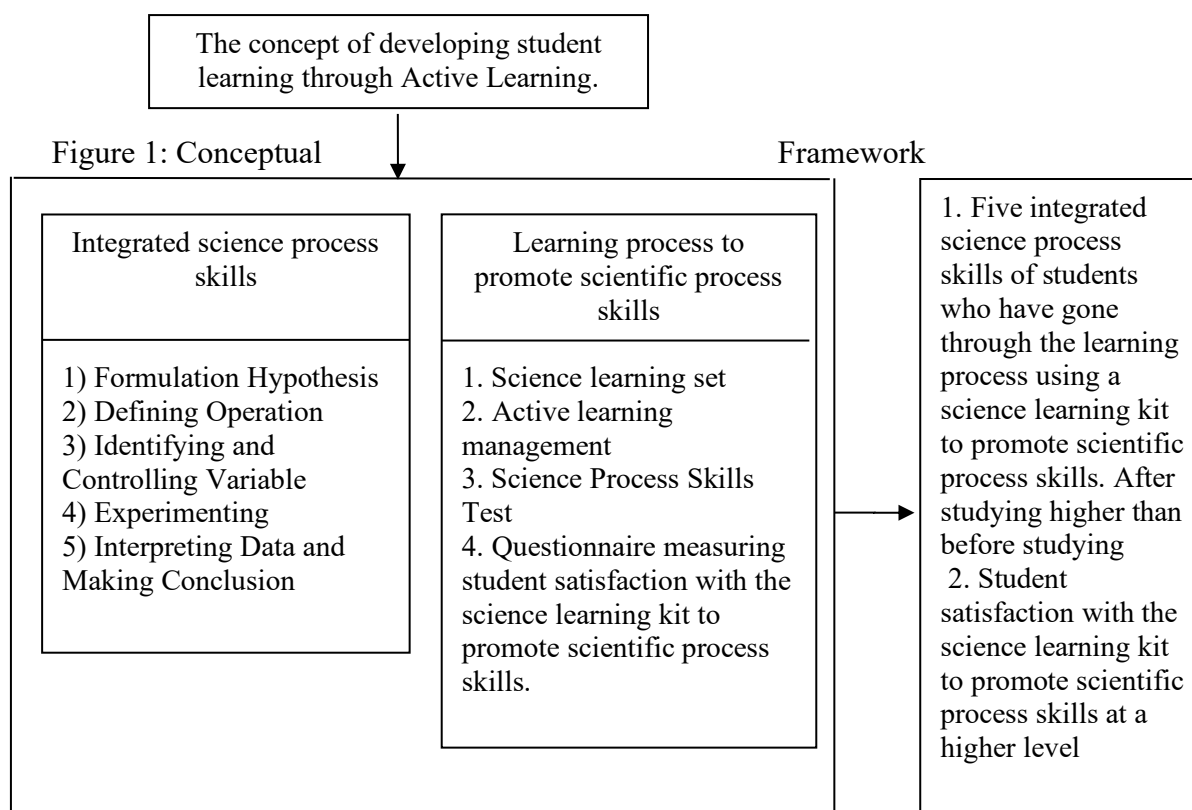 The concept of developing student
learning through Active Learning.
Figure 1: Conceptual Framework
Integrated science process
skills
1) Formulation Hypothesis
2) Defining Operation
3) Identifying and
Controlling Variable
4) Experimenting
5) Interpreting Data and
Making Conclusion
Learning process to
promote scientific process
skills
1. Science learning set
2. Active learning
management
3. Science Process Skills
Test
4. Questionnaire measuring
student satisfaction with the
science learning kit to
promote scientific process
skills.
1. Five integrated
science process
skills of students
who have gone
through the learning
process using a
science learning kit
to promote scientific
process skills. After
studying higher than
before studying
2. Student
satisfaction with the
science learning kit
to promote scientific
process skills at a
higher level